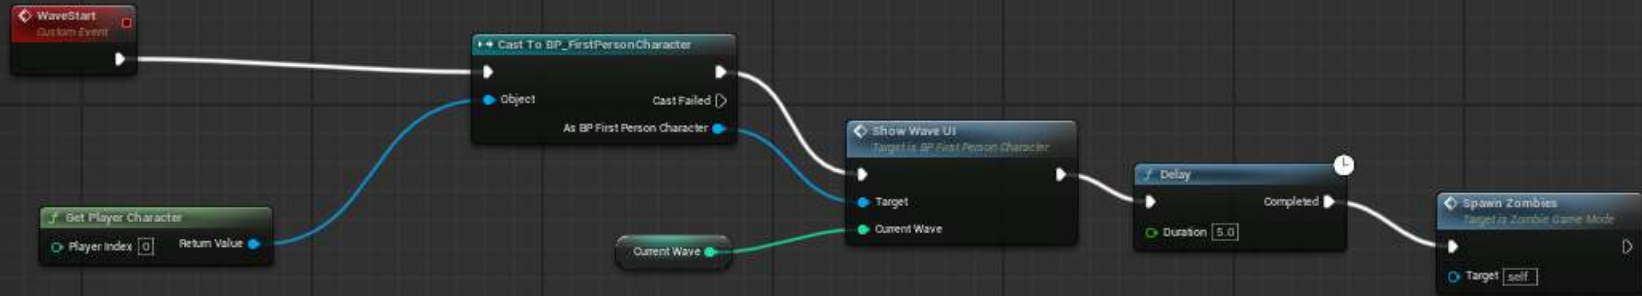 WaveStart
Custom Event
Cast To BP_FirstPersonCharacter
Object
Cast Failed
As BP First Person Character
Get Player Character
Player Index 0
Return Value
Show Wave UI
Target is BP First Person Character
Target
Current Wave
Current Wave
Delay
Completed
Duration 5.0
Spawn Zombies
Target is Zombie Game Mode
Target self